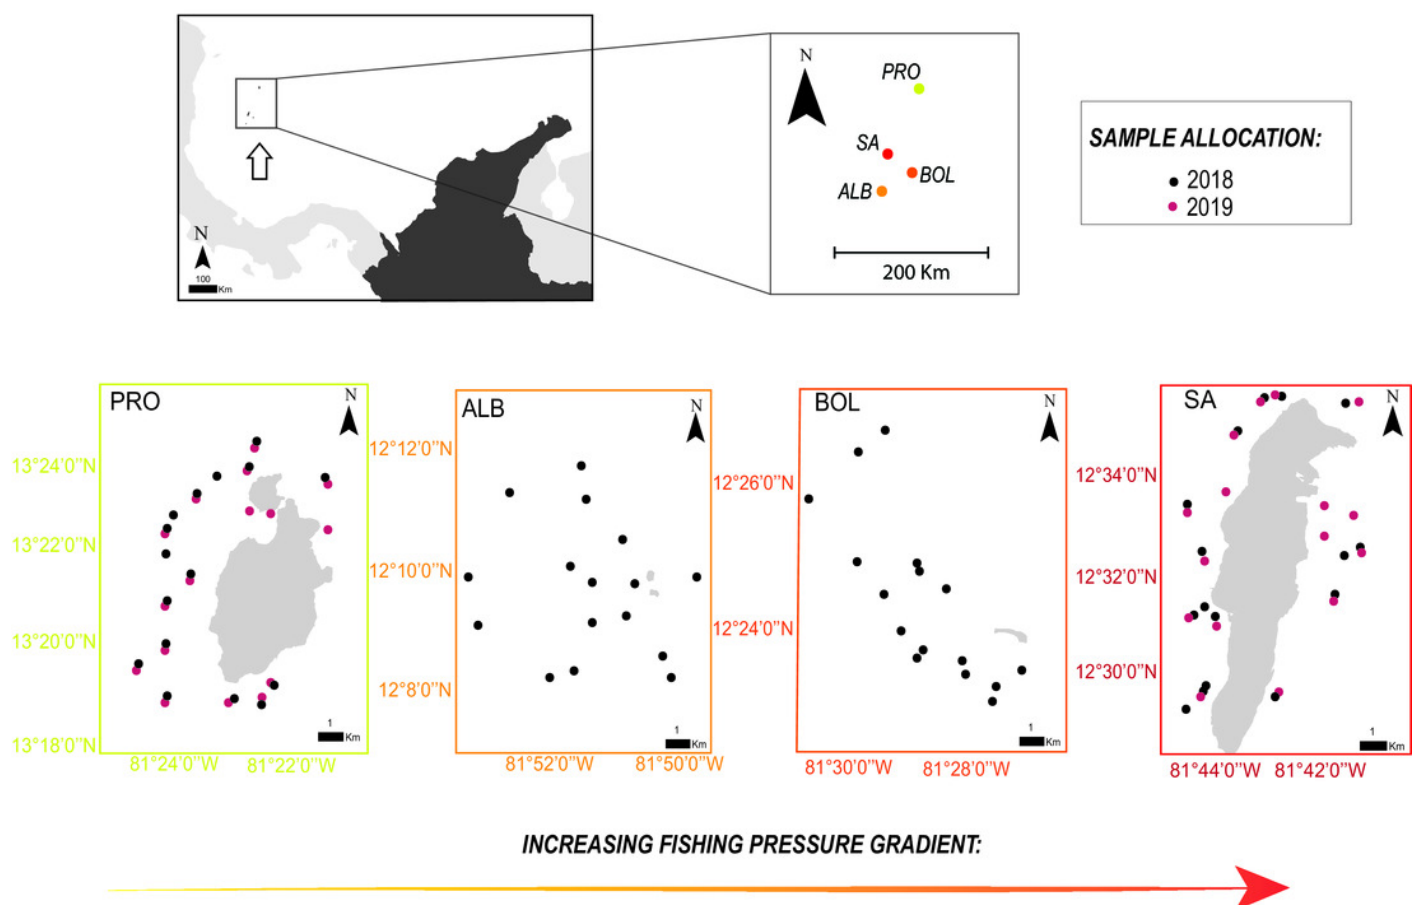 N
100
Km
N
PRO
SA
BOL
ALB
200 Km
SAMPLE ALLOCATION:
2018
2019
PRO
N
13°24'0''N
13°22'0''N
13°20'0''N
13°18'0''N
1
Km
81°24'0''W 81°22'0''W
ALB
N
12°12'0''N
12°10'0''N
12°8'0''N
1
Km
81°52'0''W 81°50'0''W
BOL
N
12°26'0''N
12°24'0''N
1
Km
81°30'0''W 81°28'0''W
SA
N
12°34'0''N
12°32'0''N
12°30'0''N
1
Km
81°44'0''W 81°42'0''W
INCREASING FISHING PRESSURE GRADIENT: